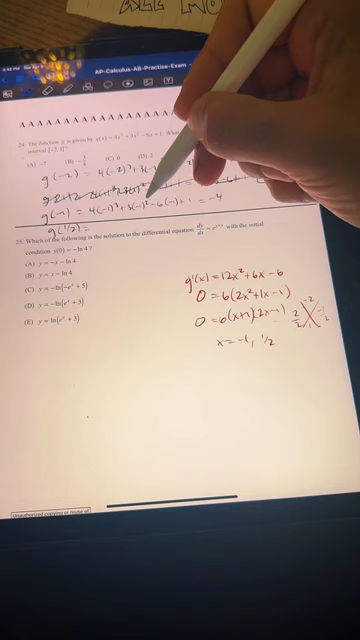 ALL NO
AP-Calculus-AB-Practise-Exam
A A A A A A A A A A A A A A
24. The function g is given by g(x) = 4x³ + 3x² − 6x + 1. What
interval [−2, 1] ?
(A) −7 (B) −3/4 (C) 0 (D) 2
g(-2) = 4(-2)³ + 3(-
g(-1) = 4(-1)³ + 3(-1)² - 6(-1) + 1 = -4
g(1/2) =
25. Which of the following is the solution to the differential equation dy/dx = e^(y+x) with the initial
condition y(0) = −ln 4 ?
(A) y = −x − ln 4
(B) y = x − ln 4
(C) y = −ln(−e^x + 5)
(D) y = −ln(e^x + 3)
(E) y = ln(e^x + 3)
g'(x) = 12x² + 6x - 6
0 = 6(2x² + 1x - 1)
0 = 6(x+1)(2x-1)
x = -1, 1/2
Unauthorized copying or reuse of